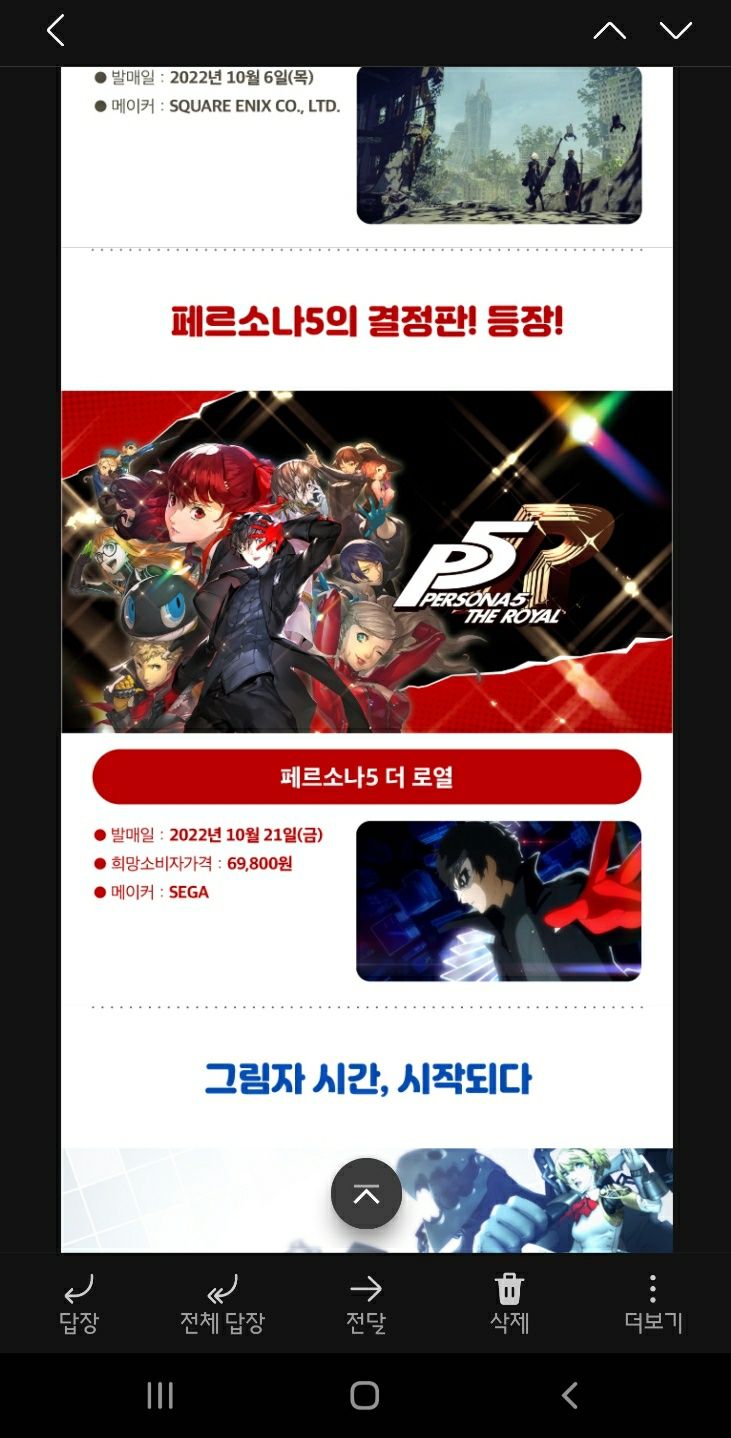 ● 발매일 : 2022년 10월 6일(목)
● 메이커 : SQUARE ENIX CO., LTD.
페르소나5의 결정판! 등장!
P5R
PERSONA5
THE ROYAL
페르소나5 더 로열
● 발매일 : 2022년 10월 21일(금)
● 희망소비자가격 : 69,800원
● 메이커 : SEGA
그림자 시간, 시작되다
답장
전체 답장
전달
삭제
더보기